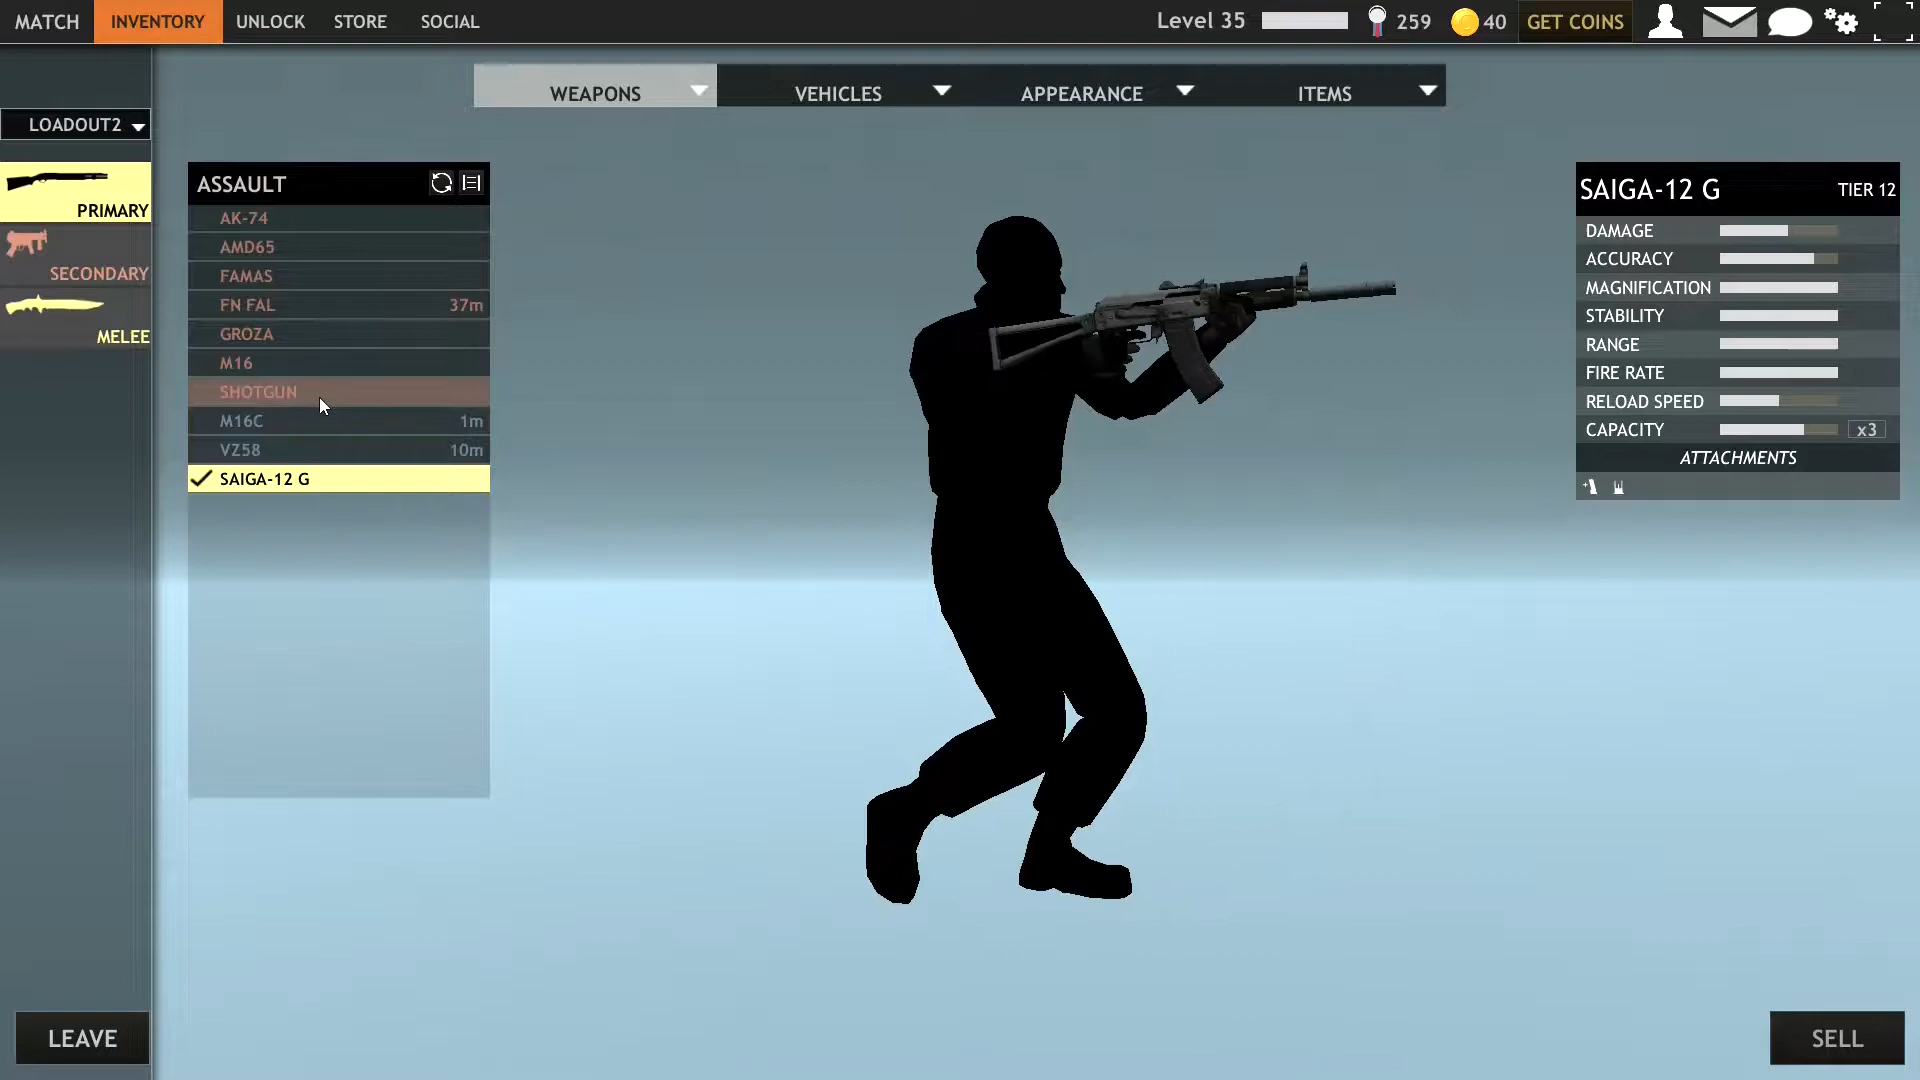 MATCH INVENTORY UNLOCK STORE SOCIAL Level 35 259 40 GET COINS
WEAPONS VEHICLES APPEARANCE ITEMS
LOADOUT2
PRIMARY
SECONDARY
MELEE
ASSAULT
AK-74
AMD65
FAMAS
FN FAL 37m
GROZA
M16
SHOTGUN
M16C 1m
VZ58 10m
SAIGA-12 G
SAIGA-12 G TIER 12
DAMAGE
ACCURACY
MAGNIFICATION
STABILITY
RANGE
FIRE RATE
RELOAD SPEED
CAPACITY x3
ATTACHMENTS
LEAVE
SELL